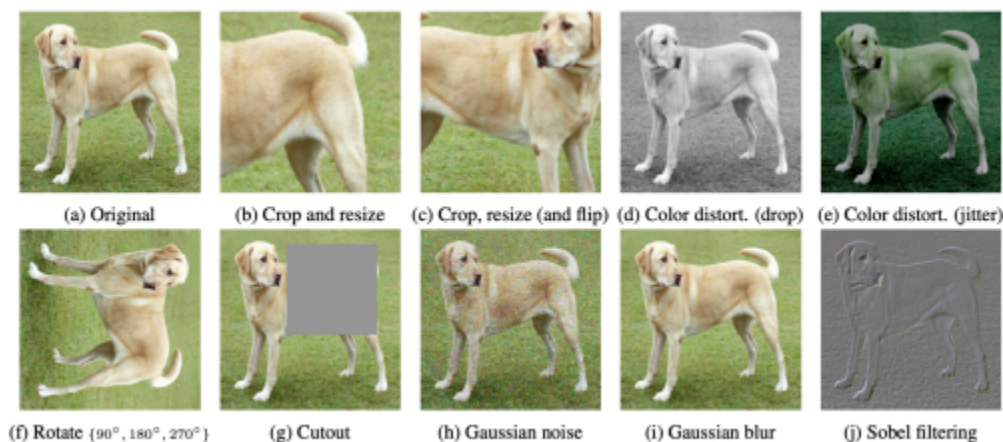 (a) Original (b) Crop and resize (c) Crop, resize (and flip) (d) Color distort. (drop) (e) Color distort. (jitter)
(f) Rotate {90°, 180°, 270°} (g) Cutout (h) Gaussian noise (i) Gaussian blur (j) Sobel filtering